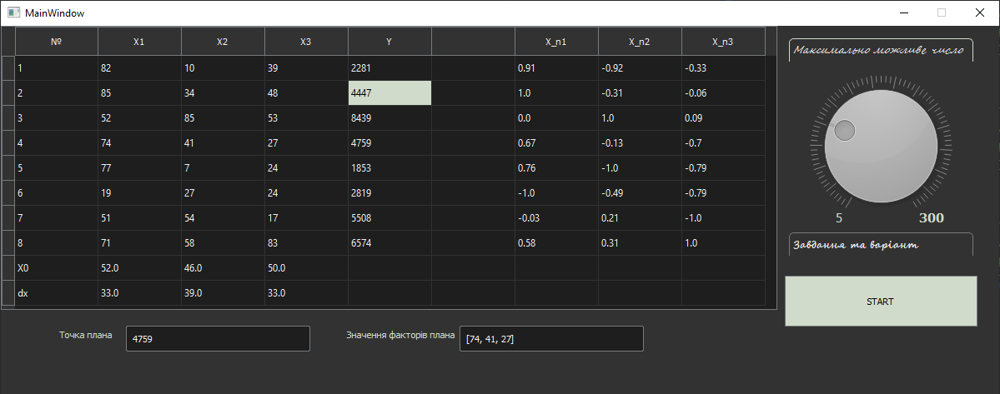 MainWindow
№ X1 X2 X3 Y X_n1 X_n2 X_n3
1 82 10 39 2281 0.91 -0.92 -0.33
2 85 34 48 4447 1.0 -0.31 -0.06
3 52 85 53 8439 0.0 1.0 0.09
4 74 41 27 4759 0.67 -0.13 -0.7
5 77 7 24 1853 0.76 -1.0 -0.79
6 19 27 24 2819 -1.0 -0.49 -0.79
7 51 54 17 5508 -0.03 0.21 -1.0
8 71 58 83 6574 0.58 0.31 1.0
X0 52.0 46.0 50.0
dx 33.0 39.0 33.0
Точка плана 4759 Значення факторів плана [74, 41, 27]
Максимально можливе число
5 300
Завдання та варіант
START